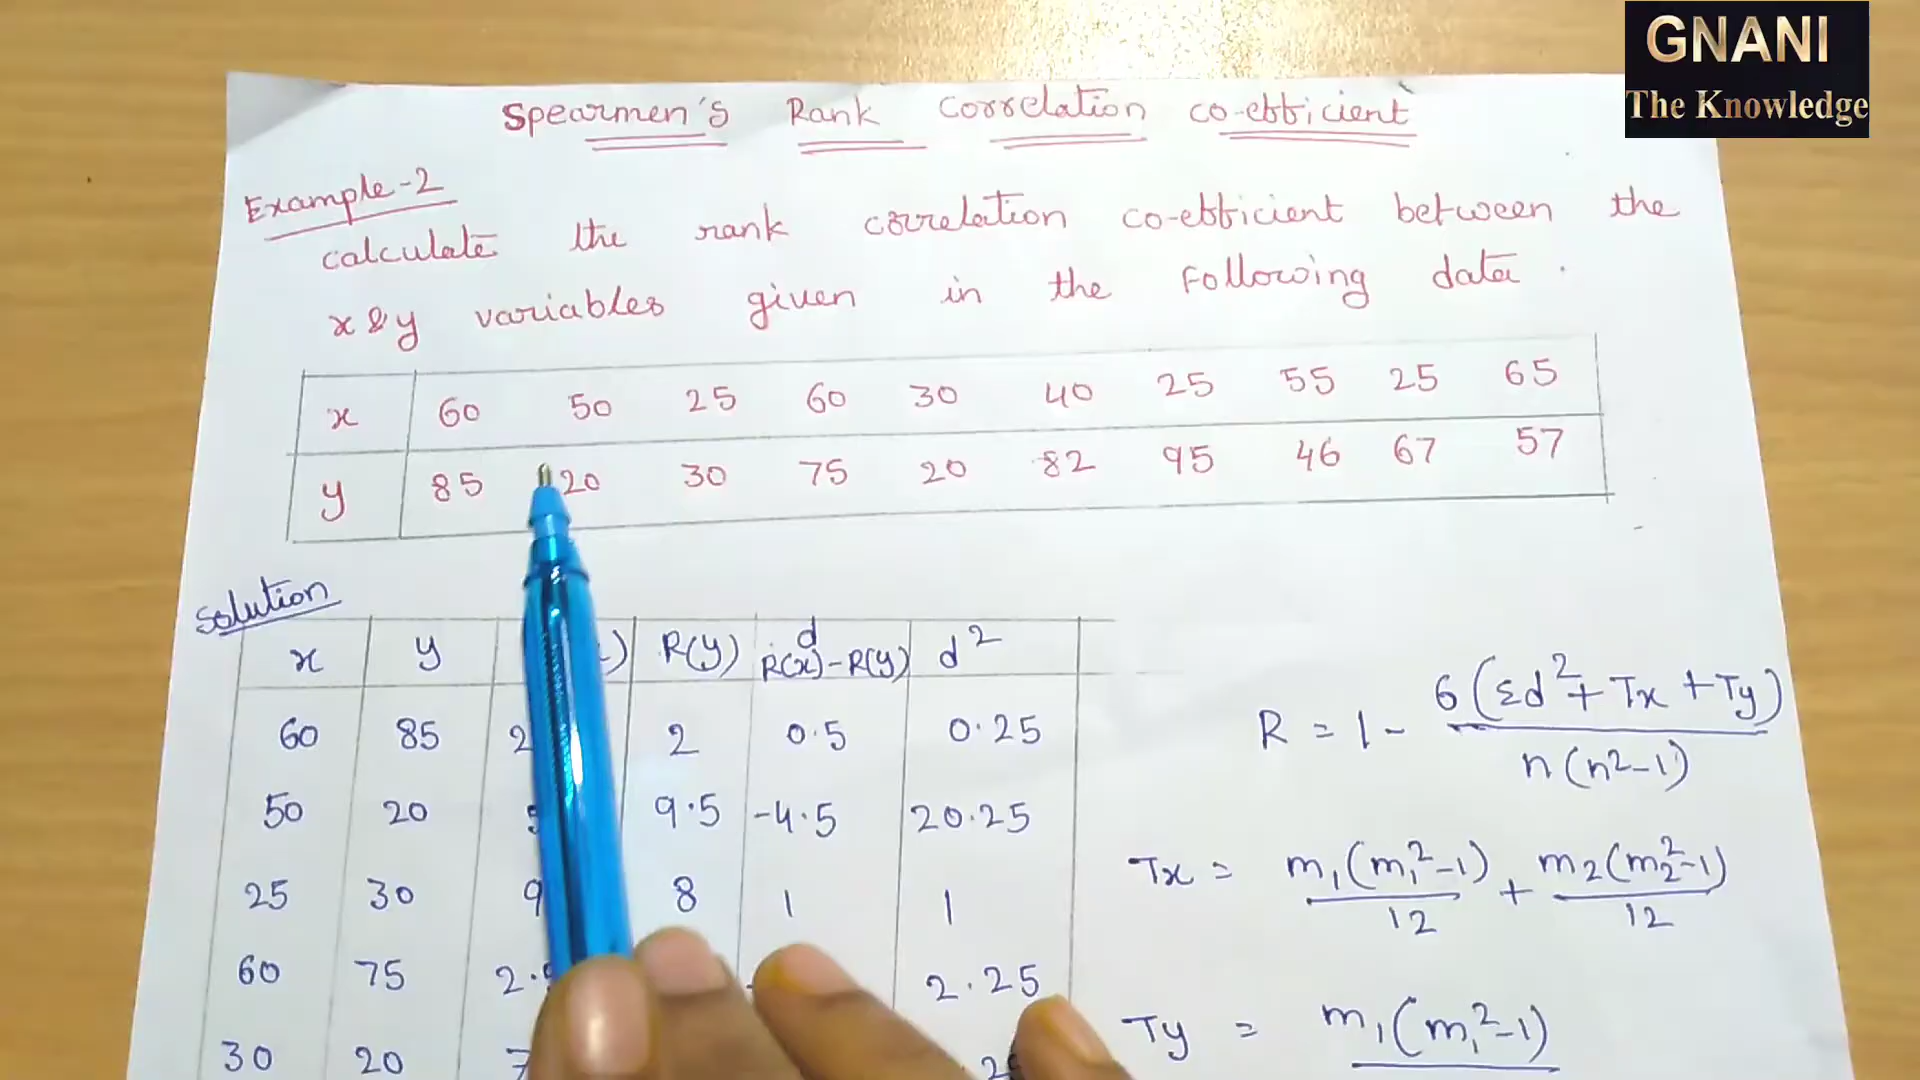 GNANI
The Knowledge
Spearmen's Rank Correlation co-efficient
Example-2
calculate the rank correlation co-efficient between the
x & y variables given in the following data.
x 60 50 25 60 30 40 25 55 25 65
y 85 20 30 75 20 82 95 46 67 57
Solution
x y R(y) d R(x)-R(y) d²
60 85 2 0.5 0.25
50 20 9.5 -4.5 20.25
25 30 9 8 1 1
60 75 2.25
30 20
R = 1 - 6(Σd² + Tx + Ty) / n(n²-1)
Tx = m₁(m₁²-1)/12 + m₂(m₂²-1)/12
Ty = m₁(m₁²-1)